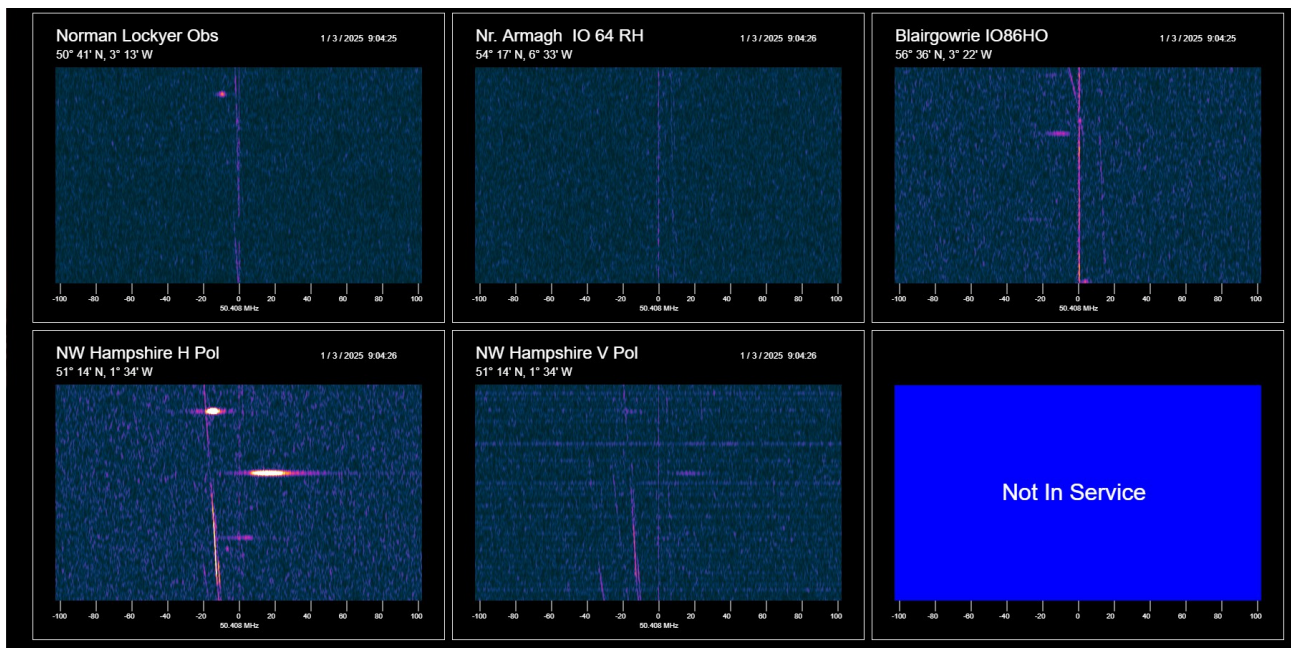 Norman Lockyer Obs 1 / 3 / 2025 9:04:25
50° 41' N, 3° 13' W
-100 -80 -60 -40 -20 0 20 40 60 80 100
50.408 MHz
Nr. Armagh IO 64 RH 1 / 3 / 2025 9:04:26
54° 17' N, 6° 33' W
-100 -80 -60 -40 -20 0 20 40 60 80 100
50.408 MHz
Blairgowrie IO86HO 1 / 3 / 2025 9:04:25
56° 36' N, 3° 22' W
-100 -80 -60 -40 -20 0 20 40 60 80 100
50.408 MHz
NW Hampshire H Pol 1 / 3 / 2025 9:04:26
51° 14' N, 1° 34' W
-100 -80 -60 -40 -20 0 20 40 60 80 100
50.408 MHz
NW Hampshire V Pol 1 / 3 / 2025 9:04:26
51° 14' N, 1° 34' W
-100 -80 -60 -40 -20 0 20 40 60 80 100
50.408 MHz
Not In Service
-100 -80 -60 -40 -20 0 20 40 60 80 100